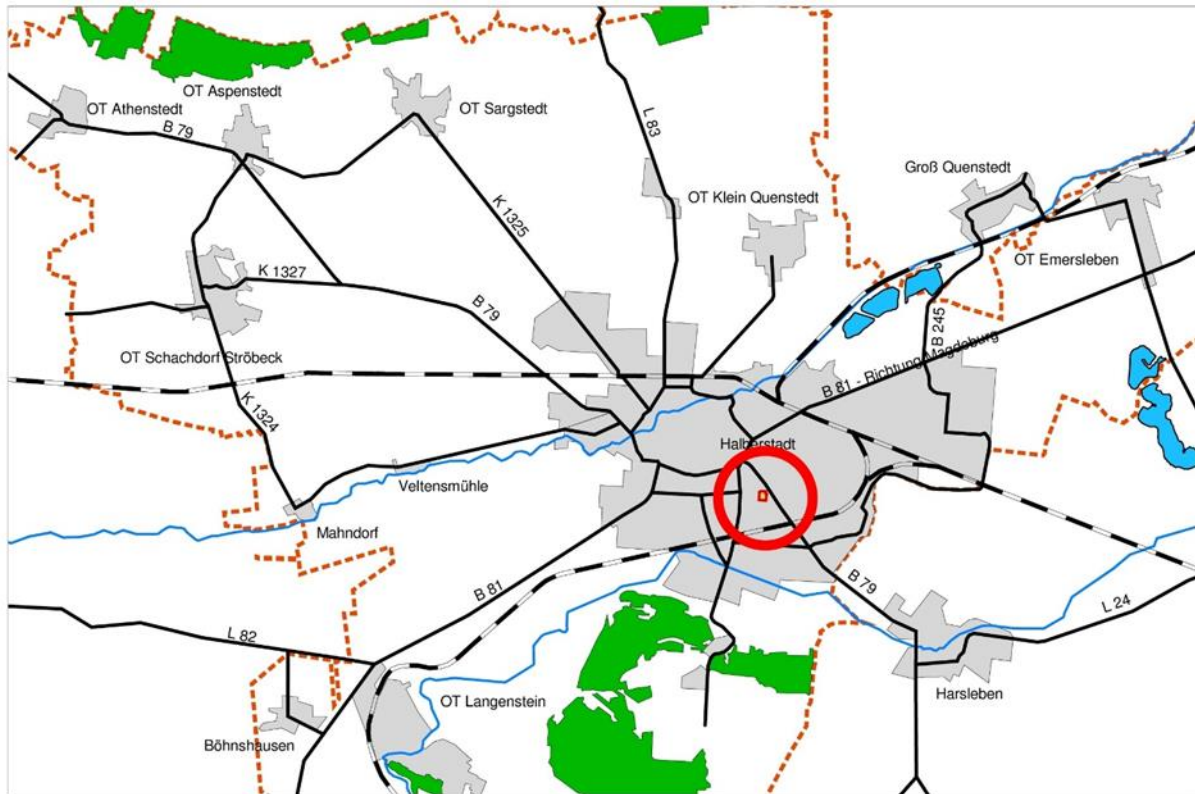 OT Athenstedt
OT Aspenstedt
B 79
OT Sargstedt
L 83
K 1325
OT Klein Quenstedt
Groß Quenstedt
OT Emersleben
K 1327
B 79
B 245
OT Schachdorf Ströbeck
B 81 - Richtung Magdeburg
K 1324
Halberstadt
Veltensmühle
Mahndorf
B 81
B 79
L 24
L 82
OT Langenstein
Harsleben
Böhnshausen